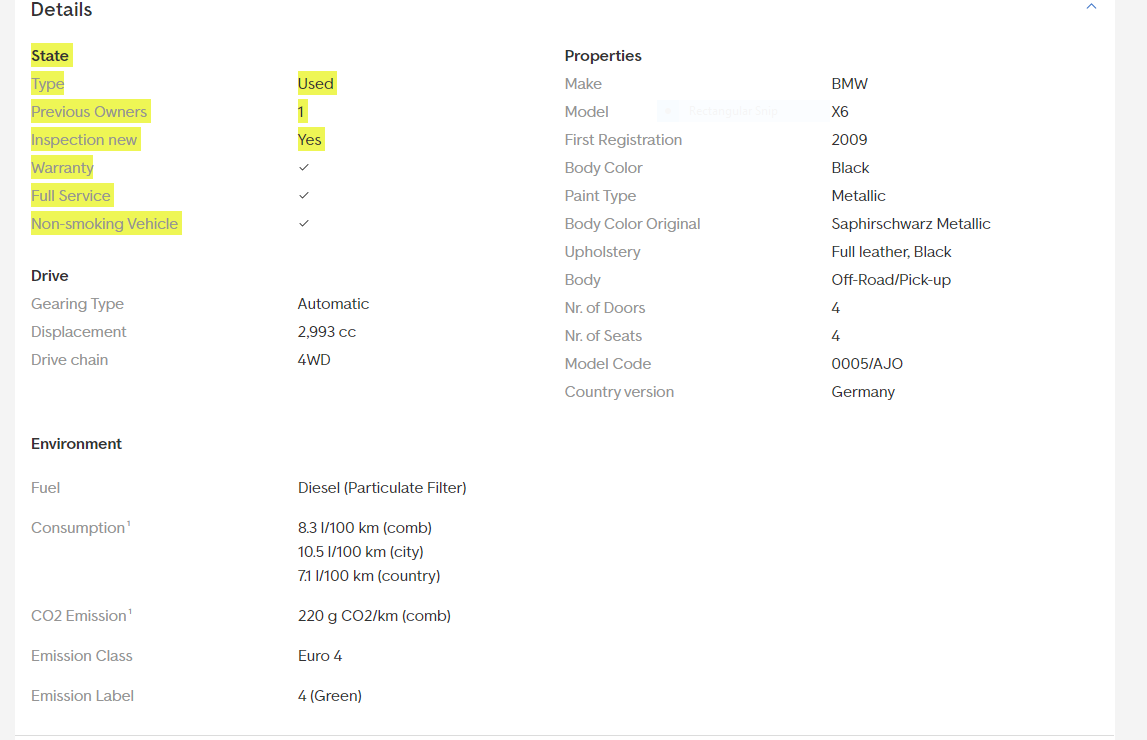 Details
State
Type Used
Previous Owners 1
Inspection new Yes
Warranty ✓
Full Service ✓
Non-smoking Vehicle ✓
Drive
Gearing Type Automatic
Displacement 2,993 cc
Drive chain 4WD
Properties
Make BMW
Model X6
Rectangular Snip
First Registration 2009
Body Color Black
Paint Type Metallic
Body Color Original Saphirschwarz Metallic
Upholstery Full leather, Black
Body Off-Road/Pick-up
Nr. of Doors 4
Nr. of Seats 4
Model Code 0005/AJO
Country version Germany
Environment
Fuel Diesel (Particulate Filter)
Consumption¹ 8.3 l/100 km (comb)
10.5 l/100 km (city)
7.1 l/100 km (country)
CO2 Emission¹ 220 g CO2/km (comb)
Emission Class Euro 4
Emission Label 4 (Green)